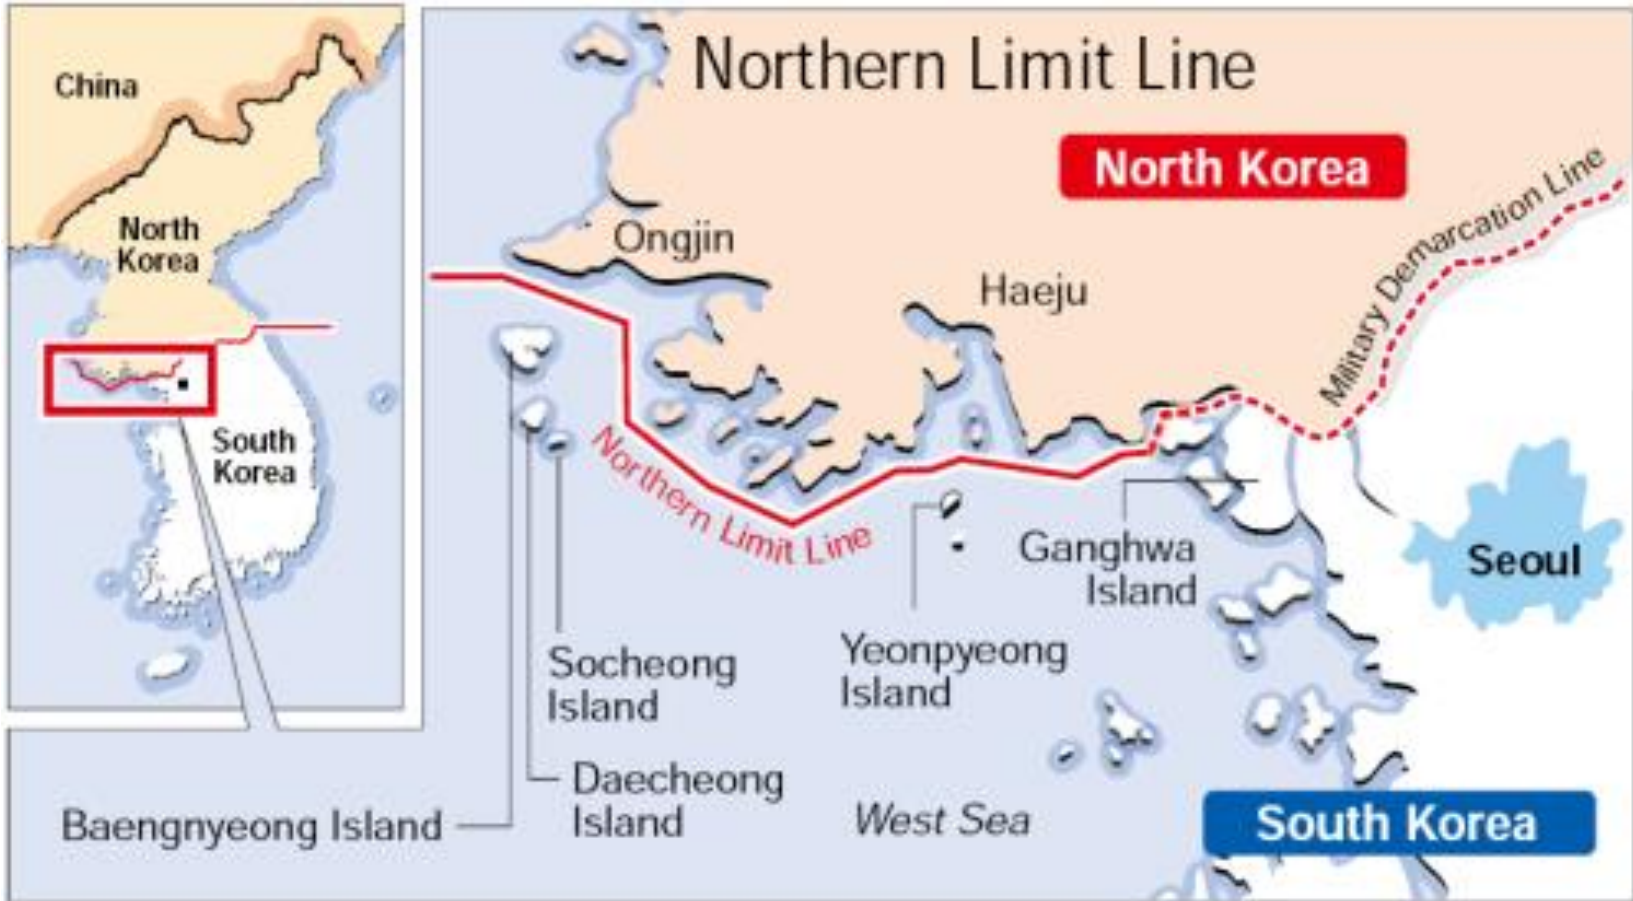 China
North
Korea
South
Korea
Northern Limit Line
North Korea
Military Demarcation Line
Ongjin
Haeju
Northern Limit Line
Seoul
Ganghwa
Island
Socheong
Island
Yeonpyeong
Island
Daecheong
Island
Baengnyeong Island
West Sea
South Korea